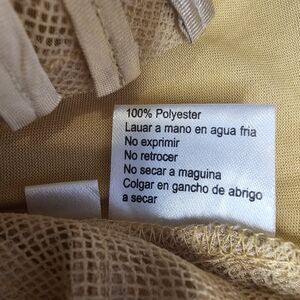 100% Polyester
Lauar a mano en agua fria
No exprimir
No retrocer
No secar a maguina
Colgar en gancho de abrigo
a secar